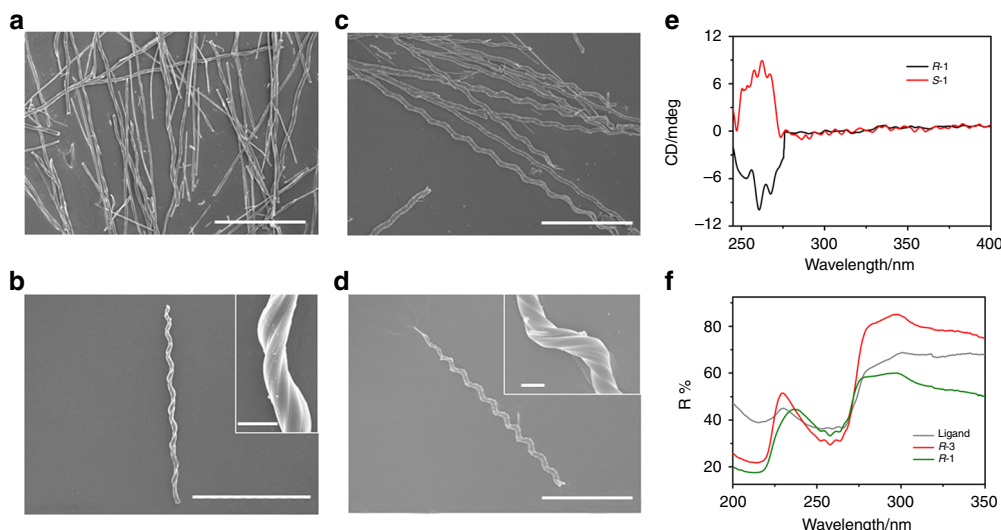 a
c
e
b
d
f
12
6
0
–6
–12
CD/mdeg
R-1
S-1
250
300
350
400
Wavelength/nm
80
60
40
20
R %
Ligand
R-3
R-1
200
250
300
350
Wavelength/nm